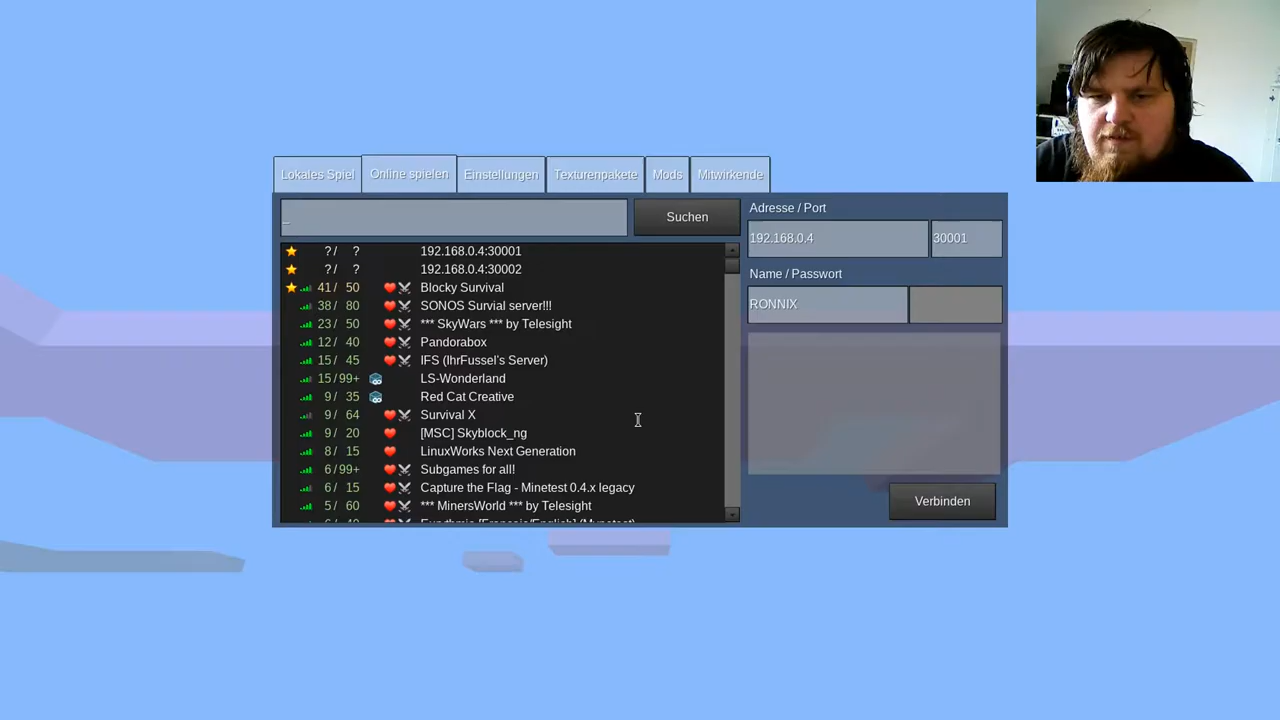 Lokales Spiel Online spielen Einstellungen Texturenpakete Mods Mitwirkende
_ Suchen
? / ? 192.168.0.4:30001
? / ? 192.168.0.4:30002
41 / 50 Blocky Survival
38 / 80 SONOS Survial server!!!
23 / 50 *** SkyWars *** by Telesight
12 / 40 Pandorabox
15 / 45 IFS (IhrFussel's Server)
15 / 99+ LS-Wonderland
9 / 35 Red Cat Creative
9 / 64 Survival X
9 / 20 [MSC] Skyblock_ng
8 / 15 LinuxWorks Next Generation
6 / 99+ Subgames for all!
6 / 15 Capture the Flag - Minetest 0.4.x legacy
5 / 60 *** MinersWorld *** by Telesight
Adresse / Port
192.168.0.4 30001
Name / Passwort
RONNIX
Verbinden